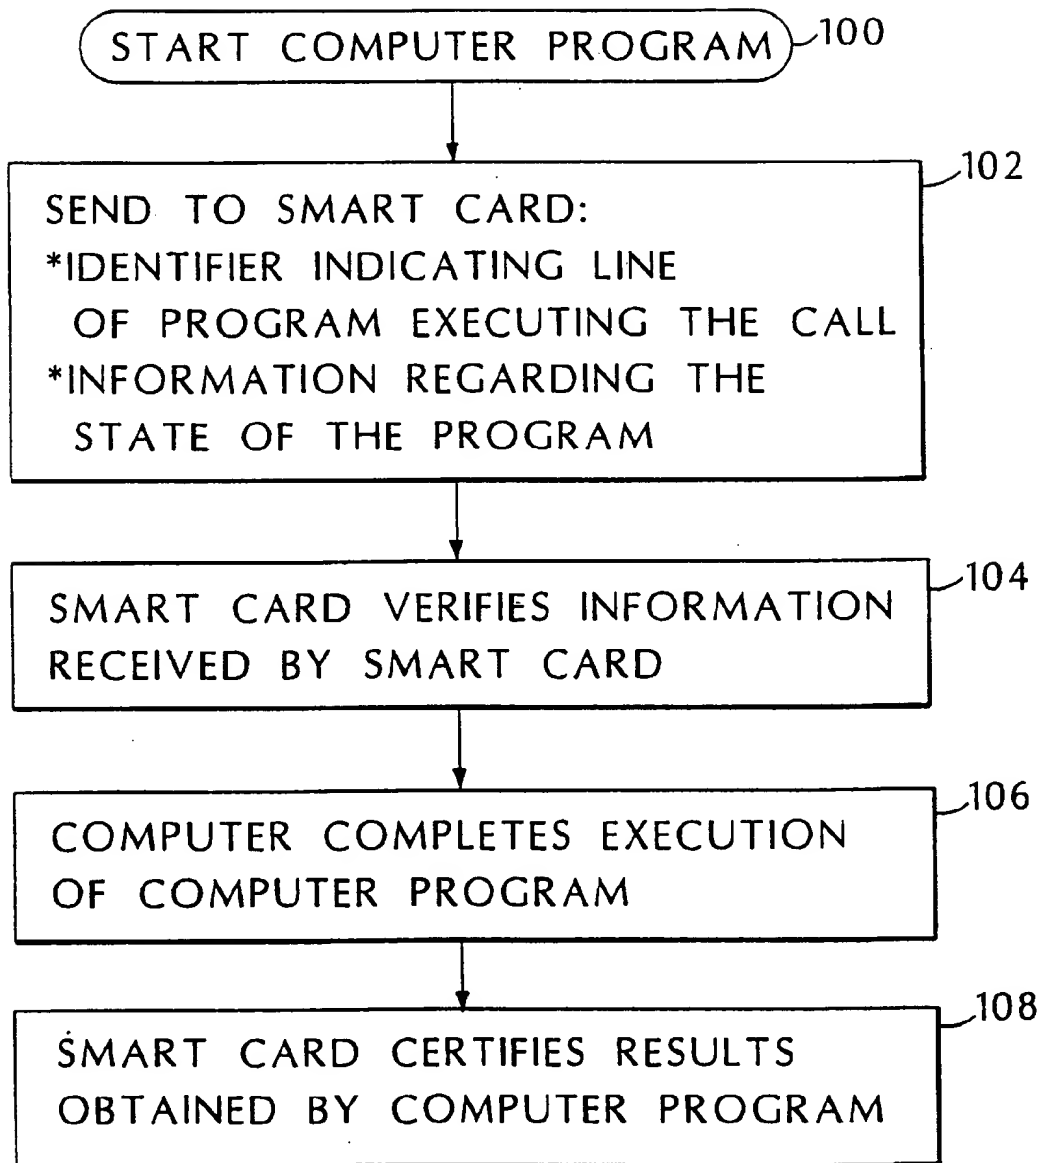 START COMPUTER PROGRAM 100
102
SEND TO SMART CARD:
*IDENTIFIER INDICATING LINE
OF PROGRAM EXECUTING THE CALL
*INFORMATION REGARDING THE
STATE OF THE PROGRAM
104
SMART CARD VERIFIES INFORMATION
RECEIVED BY SMART CARD
106
COMPUTER COMPLETES EXECUTION
OF COMPUTER PROGRAM
108
SMART CARD CERTIFIES RESULTS
OBTAINED BY COMPUTER PROGRAM